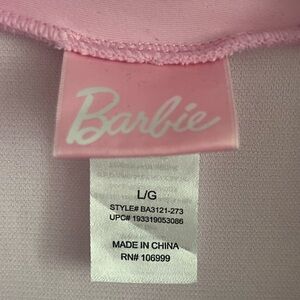 Barbie
L/G
STYLE# BA3121-273
UPC# 193319053086
MADE IN CHINA
RN# 106999